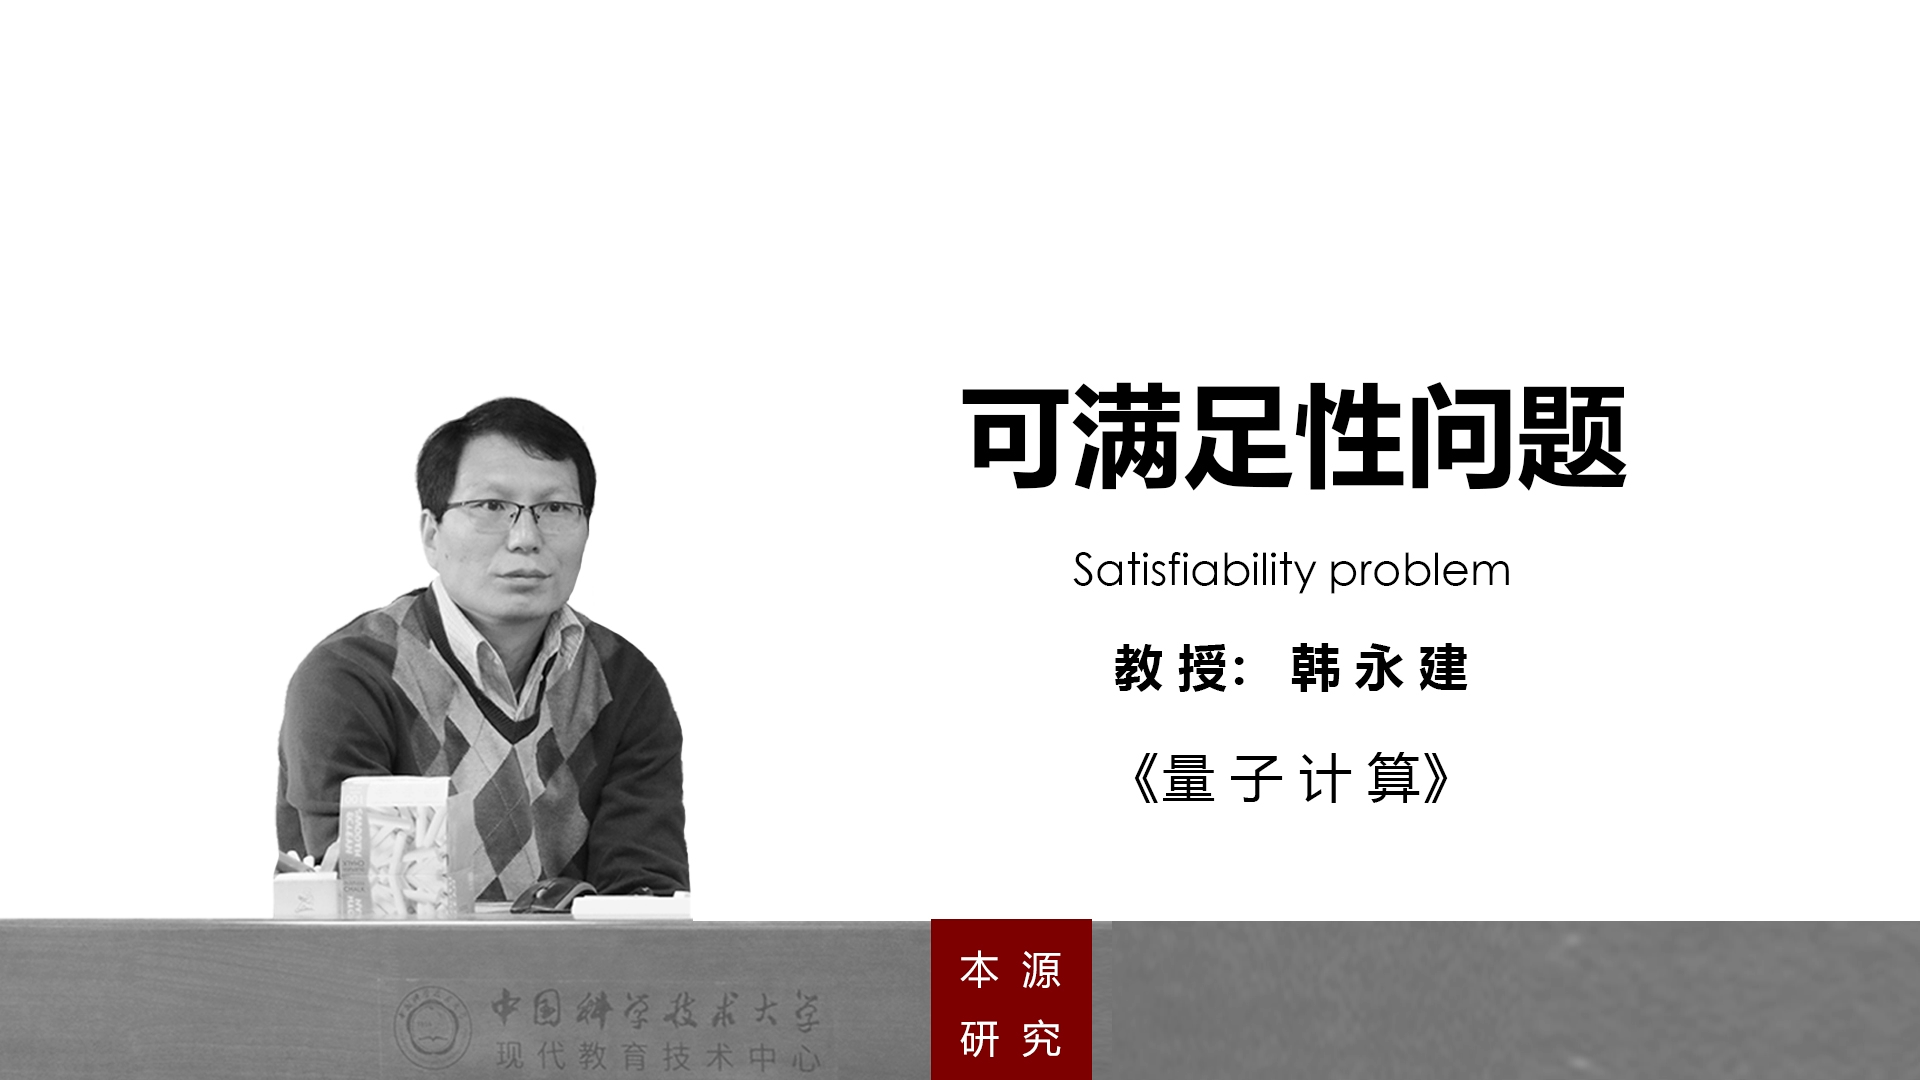 可满足性问题
Satisfiability problem
教授：韩永建
《量子计算》
本源
研究
中国科学技术大学
现代教育技术中心